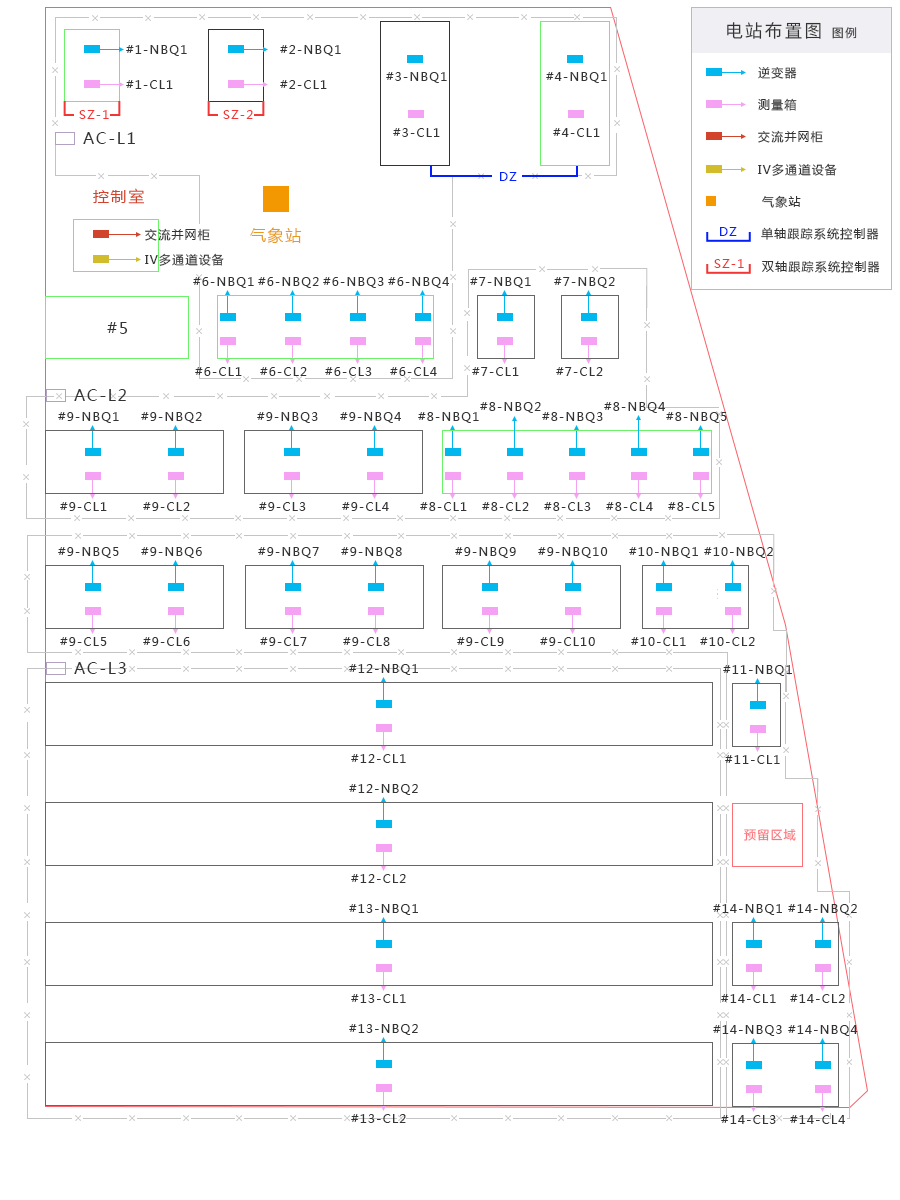 电站布置图 图例
逆变器
测量箱
交流并网柜
IV多通道设备
气象站
DZ 单轴跟踪系统控制器
SZ-1 双轴跟踪系统控制器
#1-NBQ1 #2-NBQ1
#3-NBQ1 #4-NBQ1
#1-CL1 #2-CL1
SZ-1 SZ-2
#3-CL1 #4-CL1
AC-L1
DZ
控制室
气象站
交流并网柜
IV多通道设备
#6-NBQ1 #6-NBQ2 #6-NBQ3 #6-NBQ4 #7-NBQ1 #7-NBQ2
#5
#6-CL1 #6-CL2 #6-CL3 #6-CL4 #7-CL1 #7-CL2
AC-L2
#9-NBQ1 #9-NBQ2 #9-NBQ3 #9-NBQ4 #8-NBQ1 #8-NBQ2 #8-NBQ3 #8-NBQ4 #8-NBQ5
#9-CL1 #9-CL2 #9-CL3 #9-CL4 #8-CL1 #8-CL2 #8-CL3 #8-CL4 #8-CL5
#9-NBQ5 #9-NBQ6 #9-NBQ7 #9-NBQ8 #9-NBQ9 #9-NBQ10 #10-NBQ1 #10-NBQ2
#9-CL5 #9-CL6 #9-CL7 #9-CL8 #9-CL9 #9-CL10 #10-CL1 #10-CL2
AC-L3
#12-NBQ1 #11-NBQ1
#12-CL1 #11-CL1
#12-NBQ2
预留区域
#12-CL2
#13-NBQ1 #14-NBQ1 #14-NBQ2
#13-CL1 #14-CL1 #14-CL2
#13-NBQ2 #14-NBQ3 #14-NBQ4
#13-CL2 #14-CL3 #14-CL4